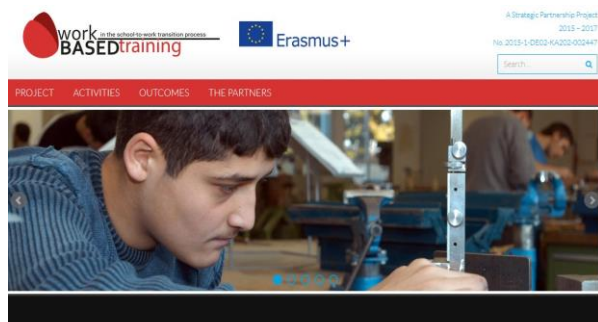 work in the school-to-work transition process
BASEDtraining
Erasmus+
A Strategic Partnership Project
2015 – 2017
No. 2015-1-DE02-KA202-002447
Search ...
PROJECT ACTIVITIES OUTCOMES THE PARTNERS